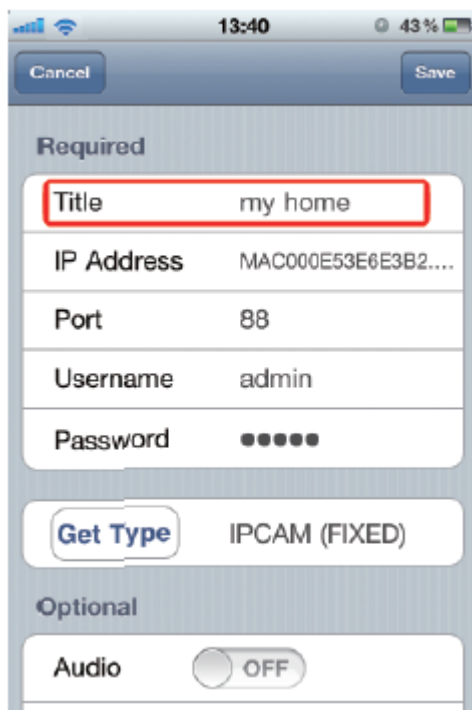 13:40 43%
Cancel Save
Required
Title my home
IP Address MAC000E53E6E3B2....
Port 88
Username admin
Password ●●●●●
Get Type IPCAM (FIXED)
Optional
Audio OFF